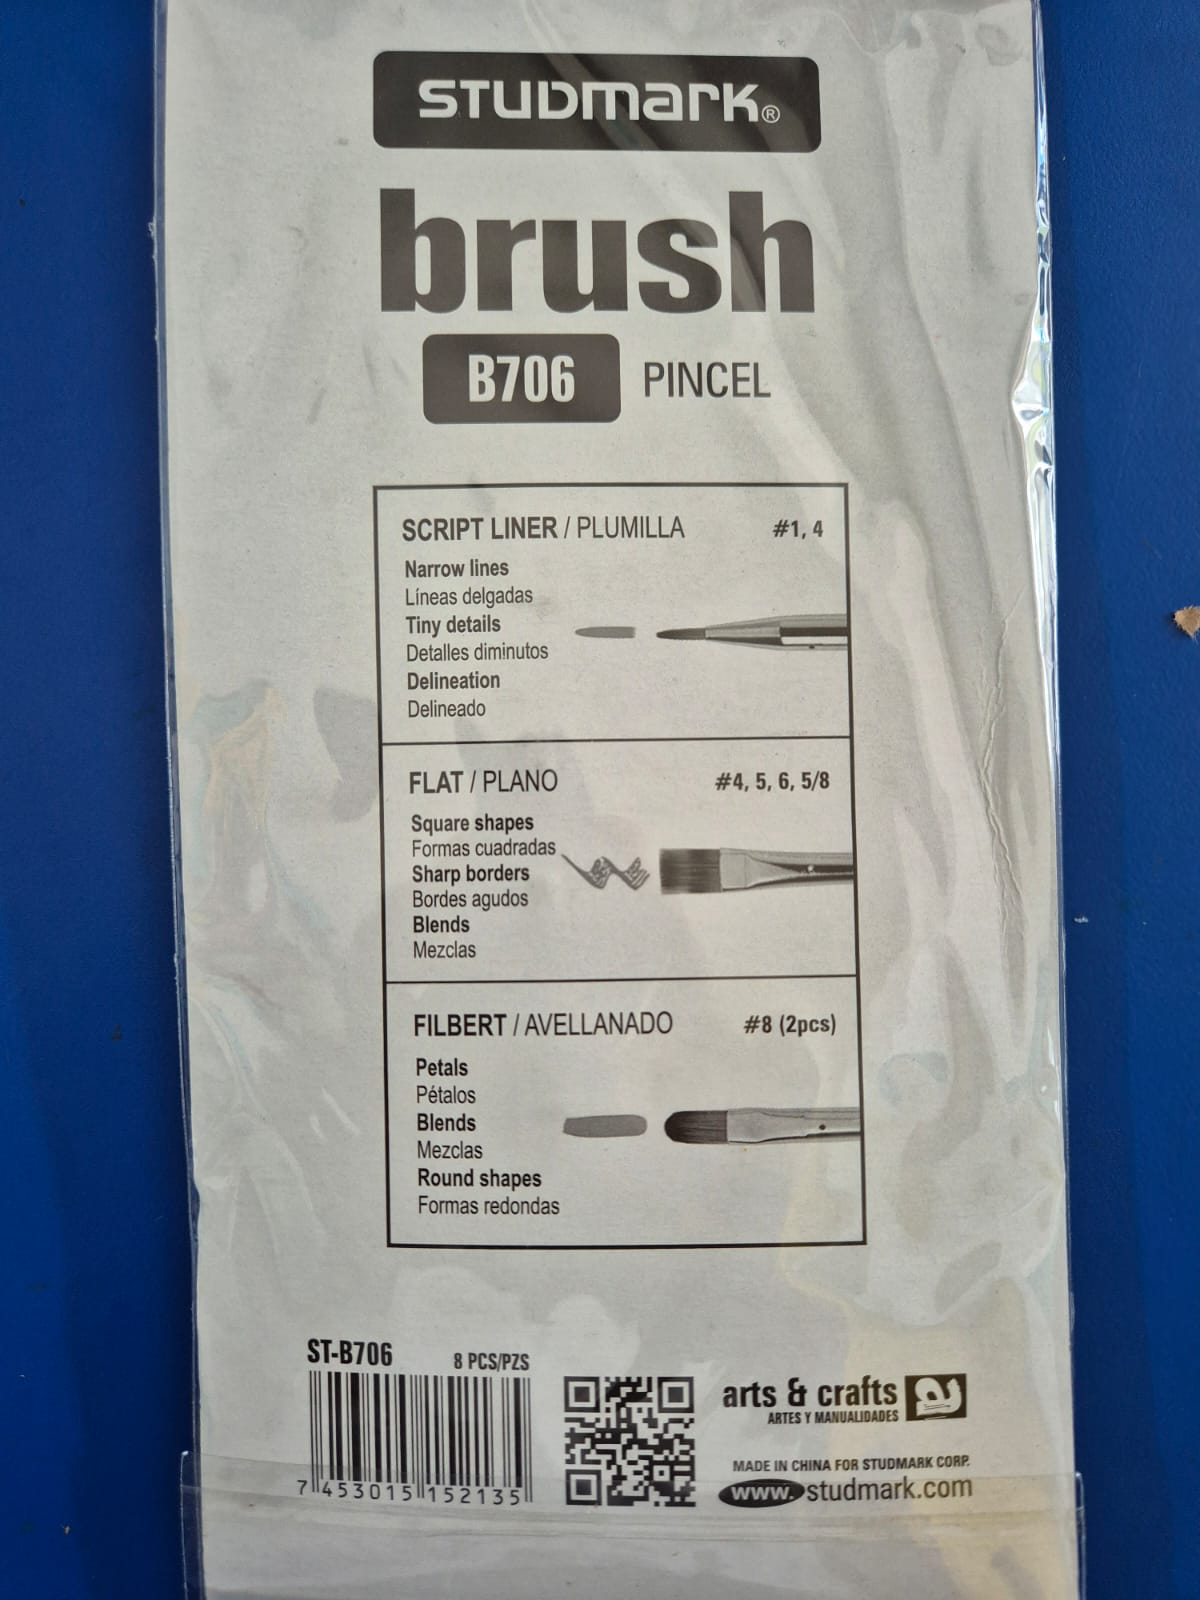 STUDMARK®
brush
B706 PINCEL
SCRIPT LINER / PLUMILLA #1, 4
Narrow lines
Líneas delgadas
Tiny details
Detalles diminutos
Delineation
Delineado
FLAT / PLANO #4, 5, 6, 5/8
Square shapes
Formas cuadradas
Sharp borders
Bordes agudos
Blends
Mezclas
FILBERT / AVELLANADO #8 (2pcs)
Petals
Pétalos
Blends
Mezclas
Round shapes
Formas redondas
ST-B706 8 PCS/PZS
7 453015 152135
arts & crafts
ARTES Y MANUALIDADES
MADE IN CHINA FOR STUDMARK CORP.
www.studmark.com